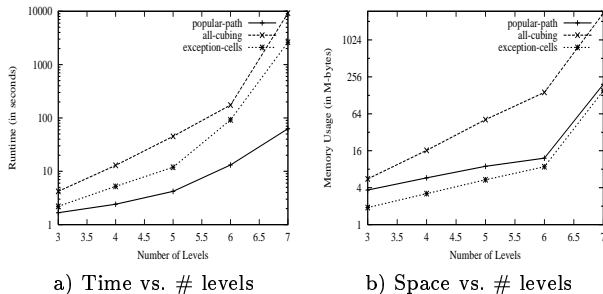 popular-path
all-cubing
exception-cells
10000
1000
100
10
1
Runtime (in seconds)
3 3.5 4 4.5 5 5.5 6 6.5 7
Number of Levels
a) Time vs. # levels
popular-path
all-cubing
exception-cells
1024
256
64
16
4
1
Memory Usage (in M-bytes)
3 3.5 4 4.5 5 5.5 6 6.5 7
Number of Levels
b) Space vs. # levels